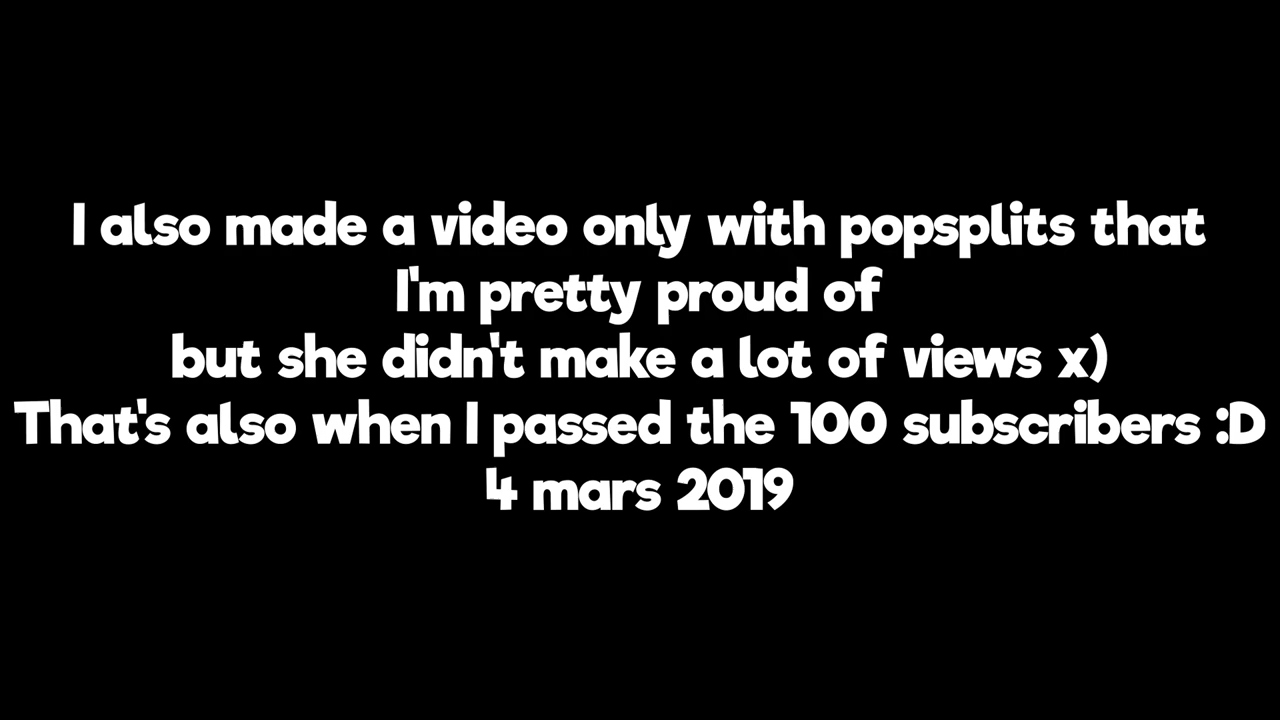 I also made a video only with popsplits that
I'm pretty proud of
but she didn't make a lot of views x)
That's also when I passed the 100 subscribers :D
4 mars 2019